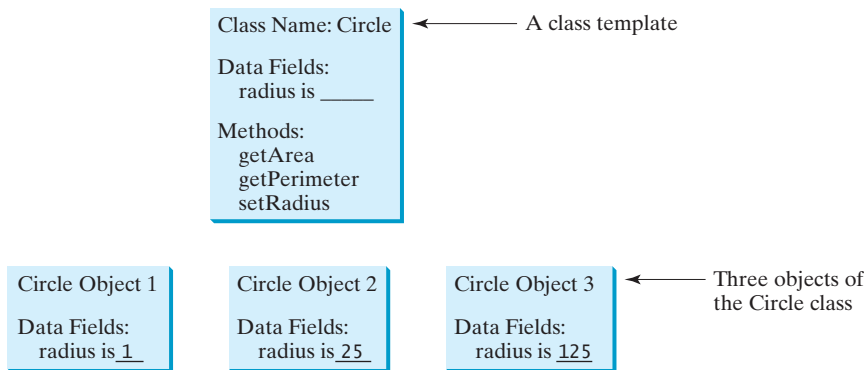 Class Name: Circle
A class template
Data Fields:
radius is _____
Methods:
getArea
getPerimeter
setRadius
Circle Object 1
Data Fields:
radius is 1
Circle Object 2
Data Fields:
radius is 25
Circle Object 3
Data Fields:
radius is 125
Three objects of
the Circle class